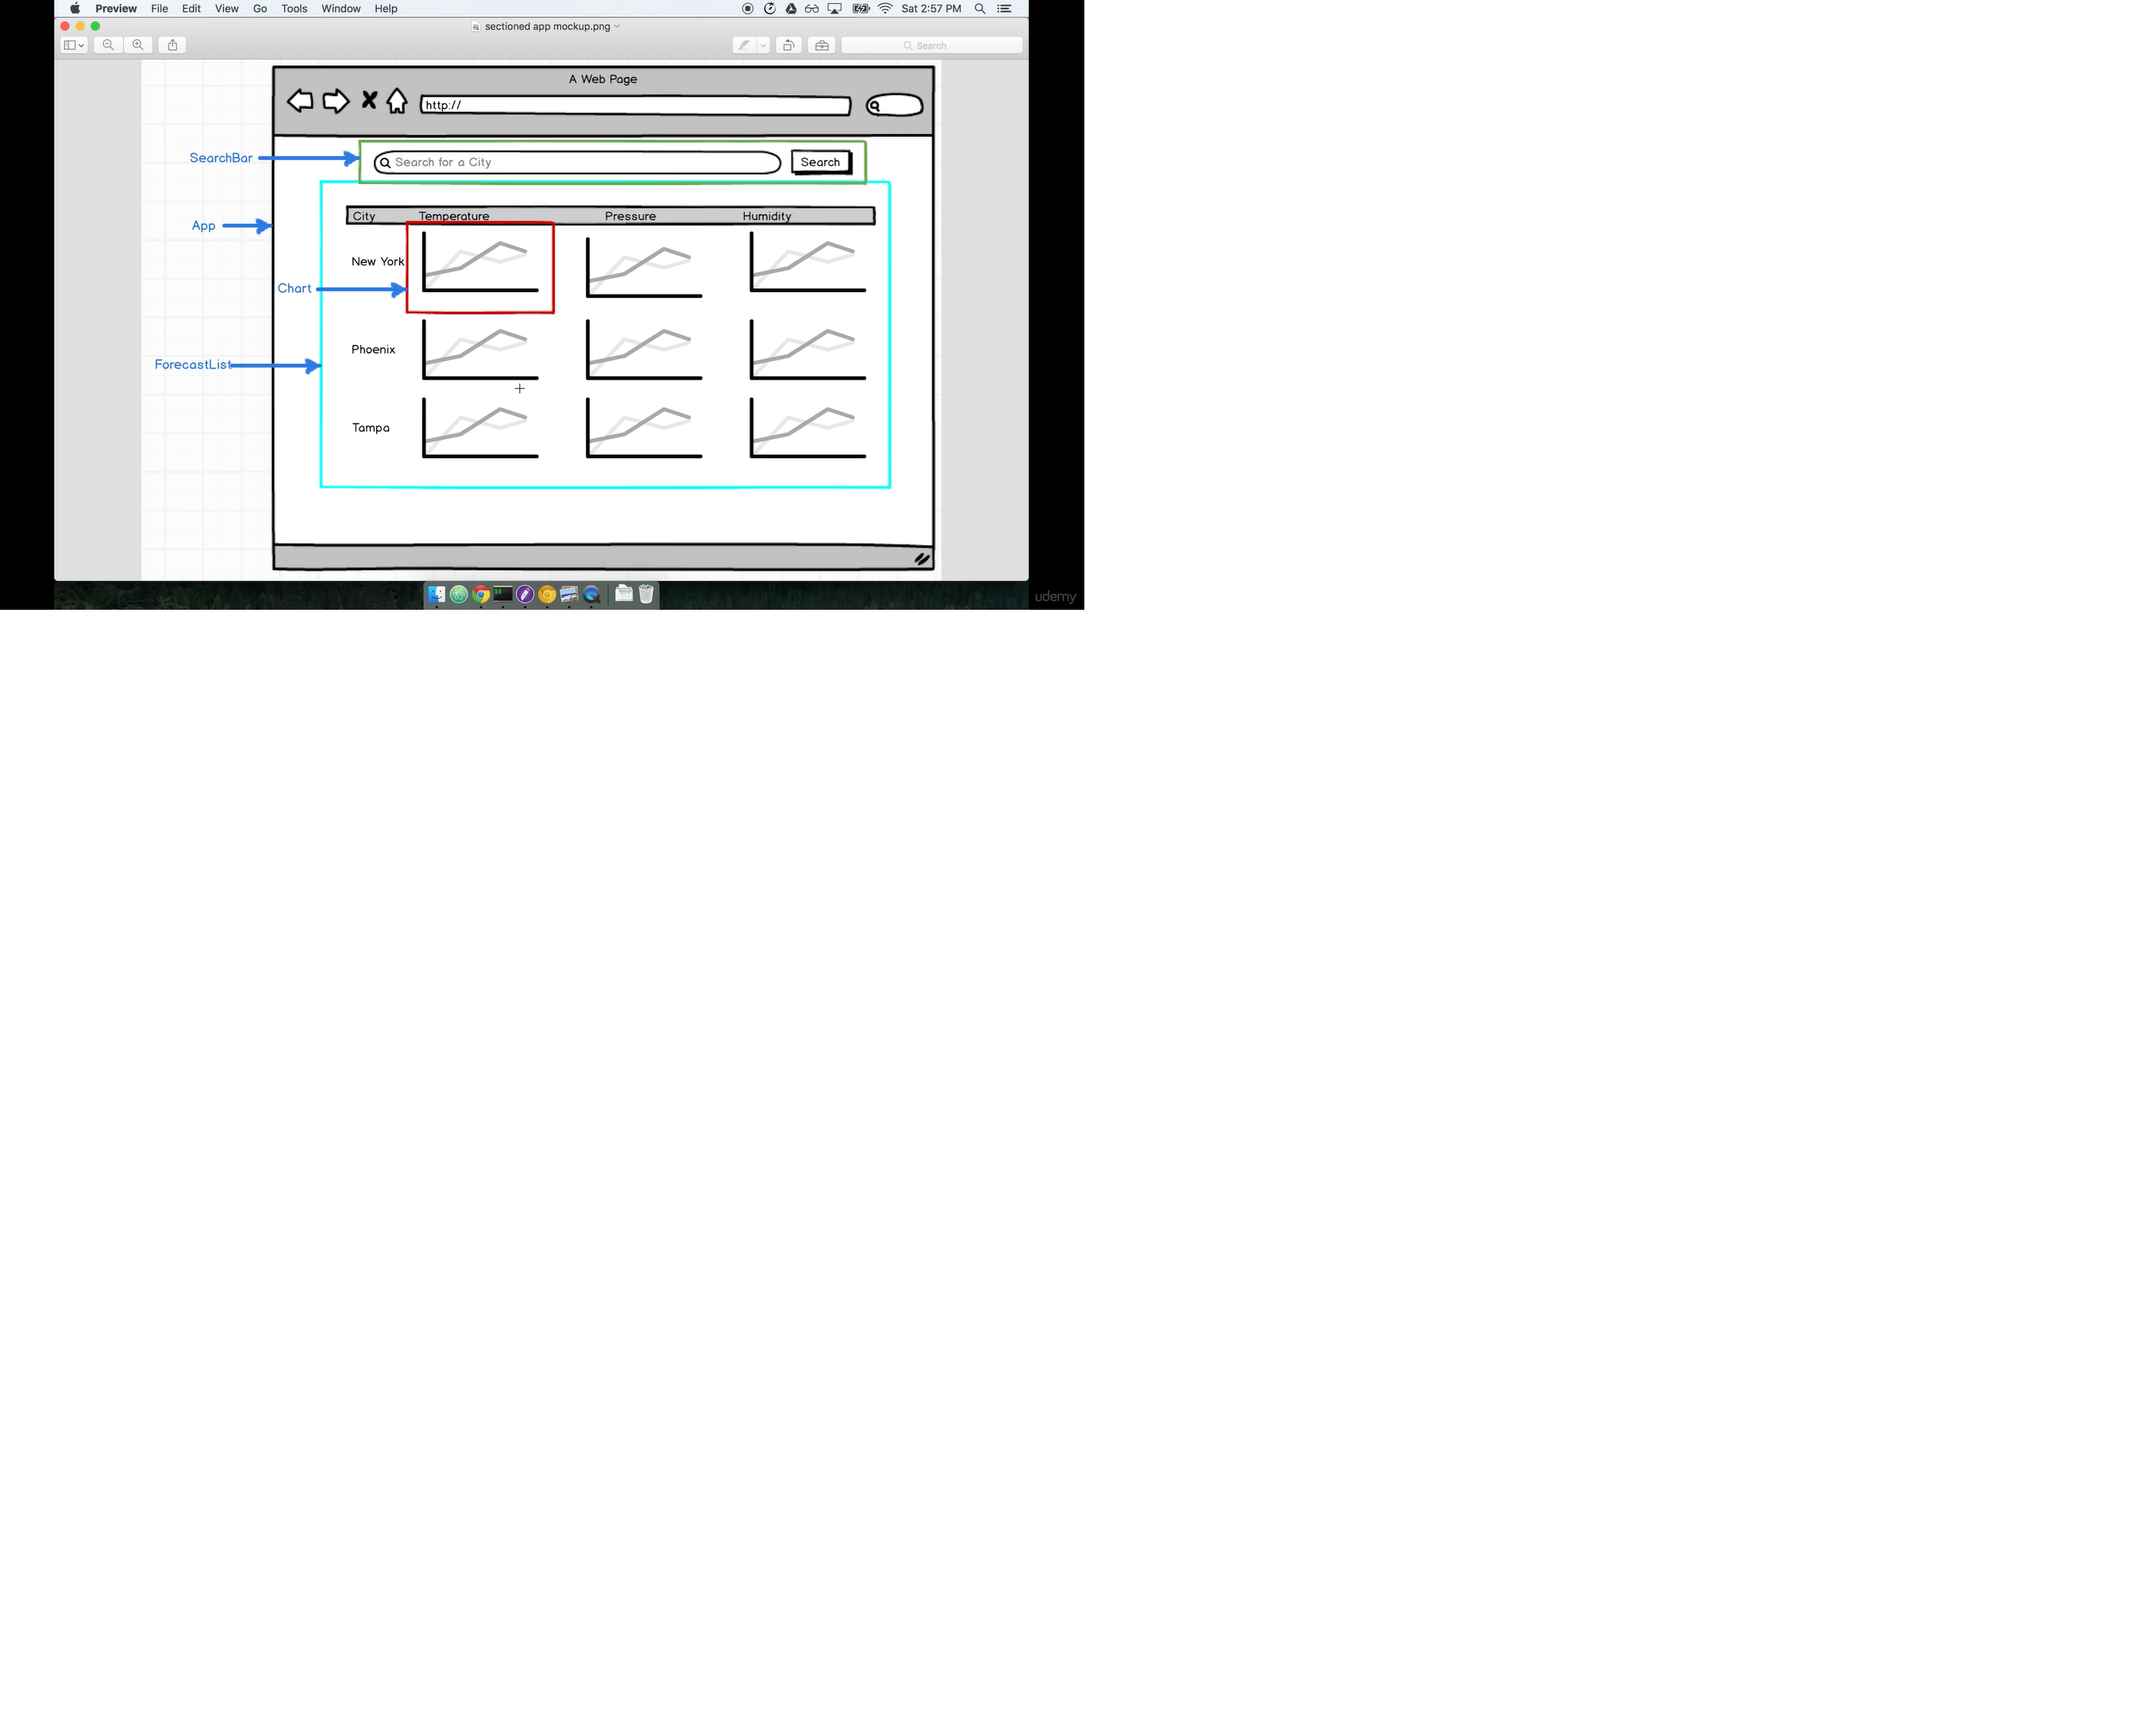 Preview File Edit View Go Tools Window Help Sat 2:57 PM
sectioned app mockup.png
Search
A Web Page
http://
SearchBar
Search for a City Search
App
City Temperature Pressure Humidity
New York
Chart
Phoenix
ForecastList
Tampa
udemy